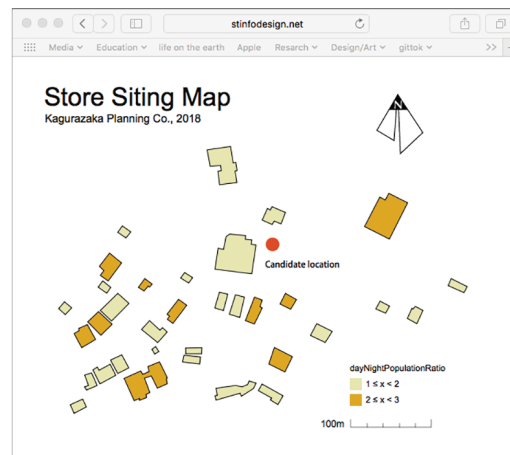 stinfodesign.net
Media Education life on the earth Apple Resarch Design/Art gittok >>
Store Siting Map
Kagurazaka Planning Co., 2018
N
Candidate location
dayNightPopulationRatio
1 ≤ x < 2
2 ≤ x < 3
100m